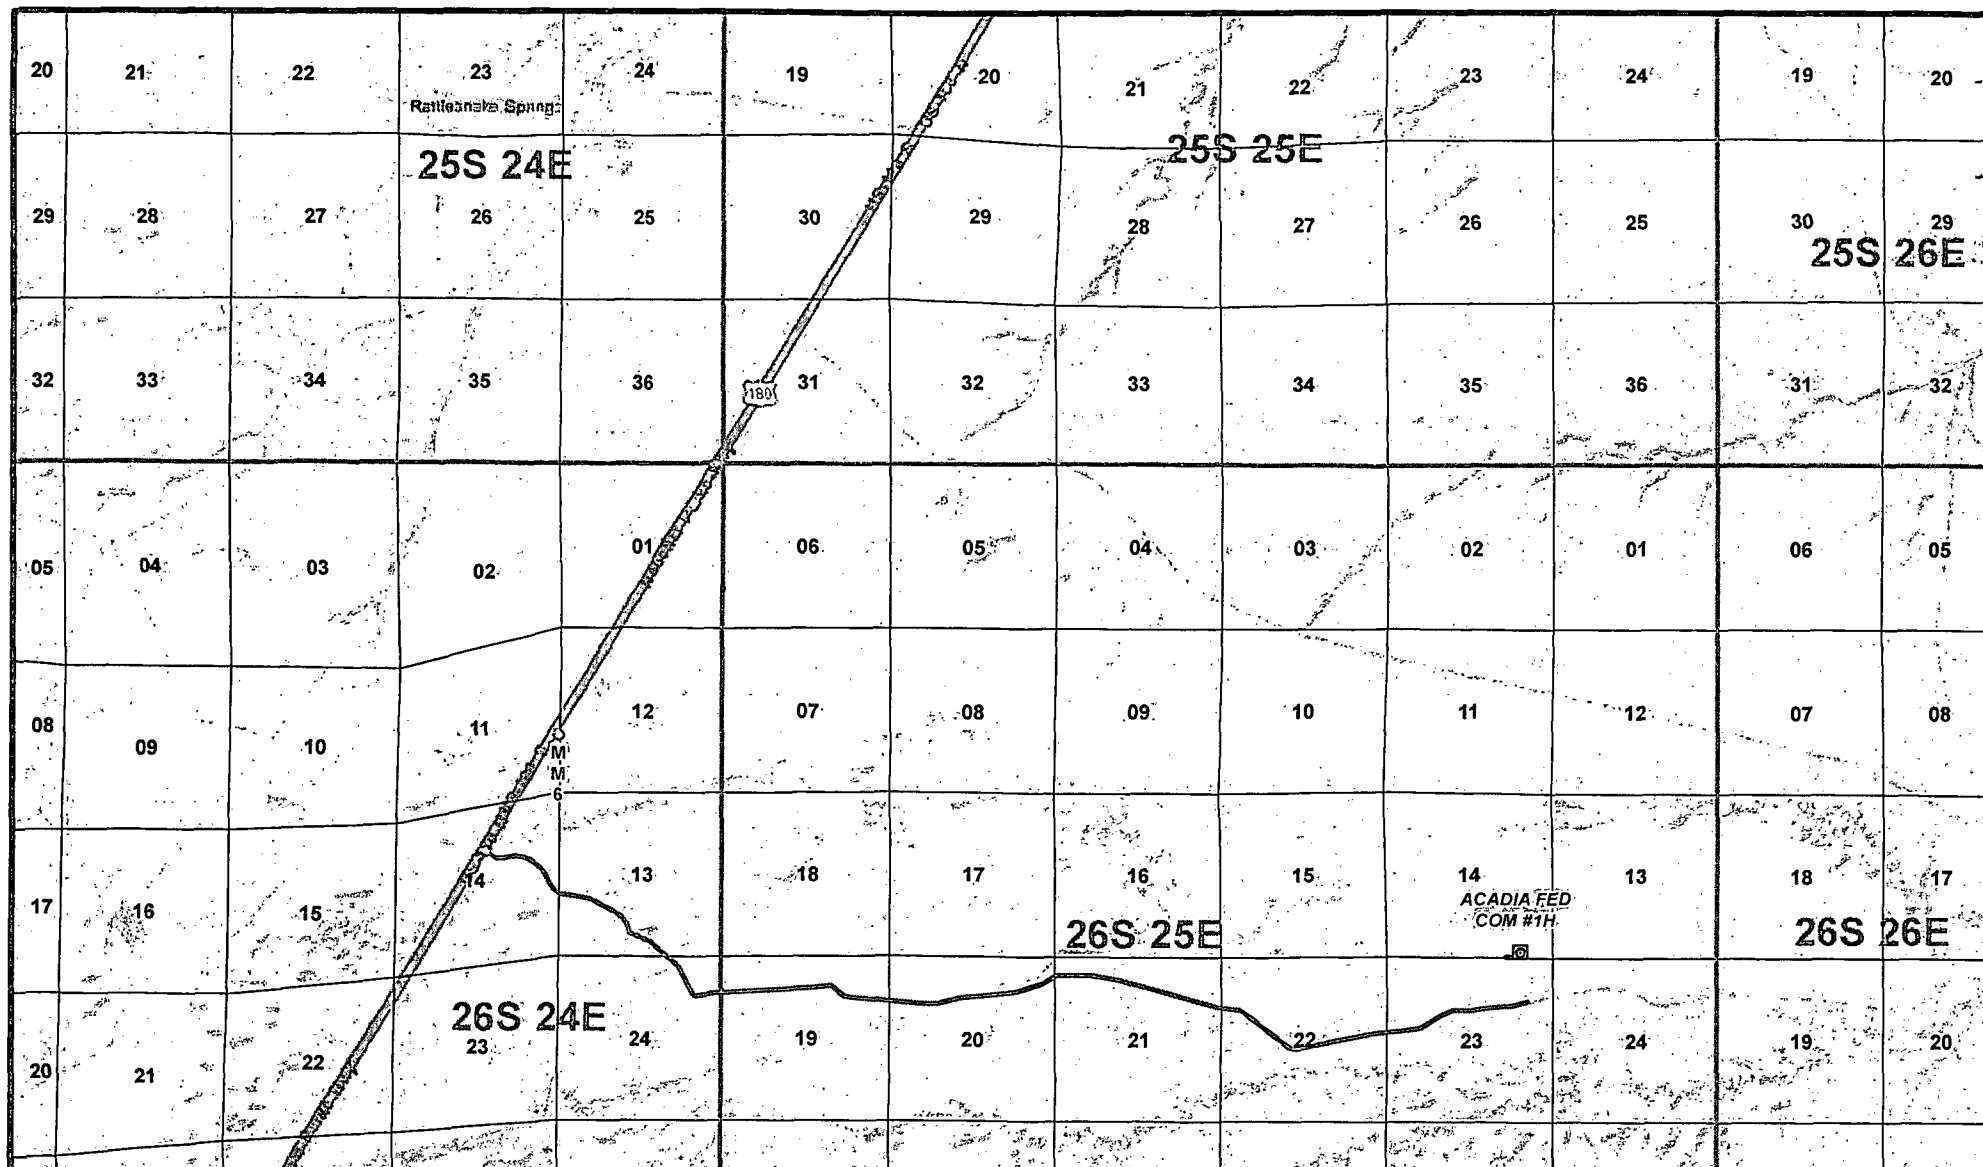 20 21 22 23 24 19 20 21 22 23 24 19 20
Rattlesnake Springs
25S 24E
25S 25E
29 28 27 26 25 30 29 28 27 26 25 30 29
25S 26E
32 33 34 35 36 31 32 33 34 35 36 31 32
180
05 04 03 02 01 06 05 04 03 02 01 06 05
08 09 10 11 12 07 08 09 10 11 12 07 08
M
M
6
17 16 15 14 13 18 17 16 15 14 13 18 17
ACADIA FED
COM #1H
26S 25E
26S 26E
26S 24E
20 21 22 23 24 19 20 21 22 23 24 19 20